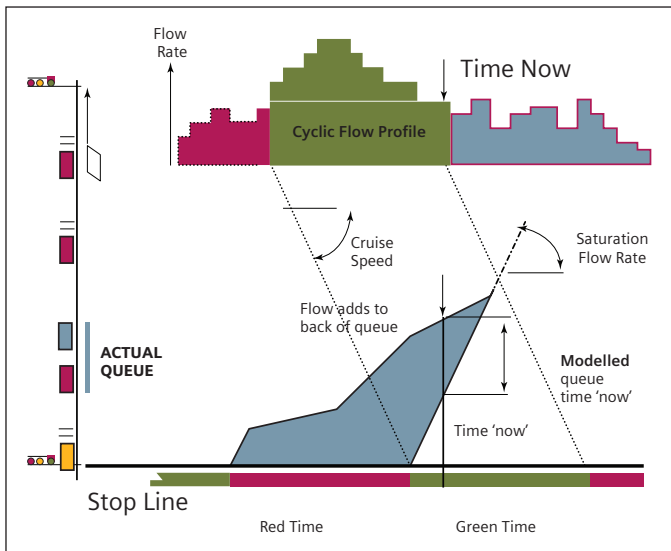 Flow
Rate
Time Now
Cyclic Flow Profile
Cruise
Speed
Saturation
Flow Rate
Flow adds to
back of queue
ACTUAL
QUEUE
Modelled
queue
time ‘now’
Time ‘now’
Stop Line
Red Time
Green Time